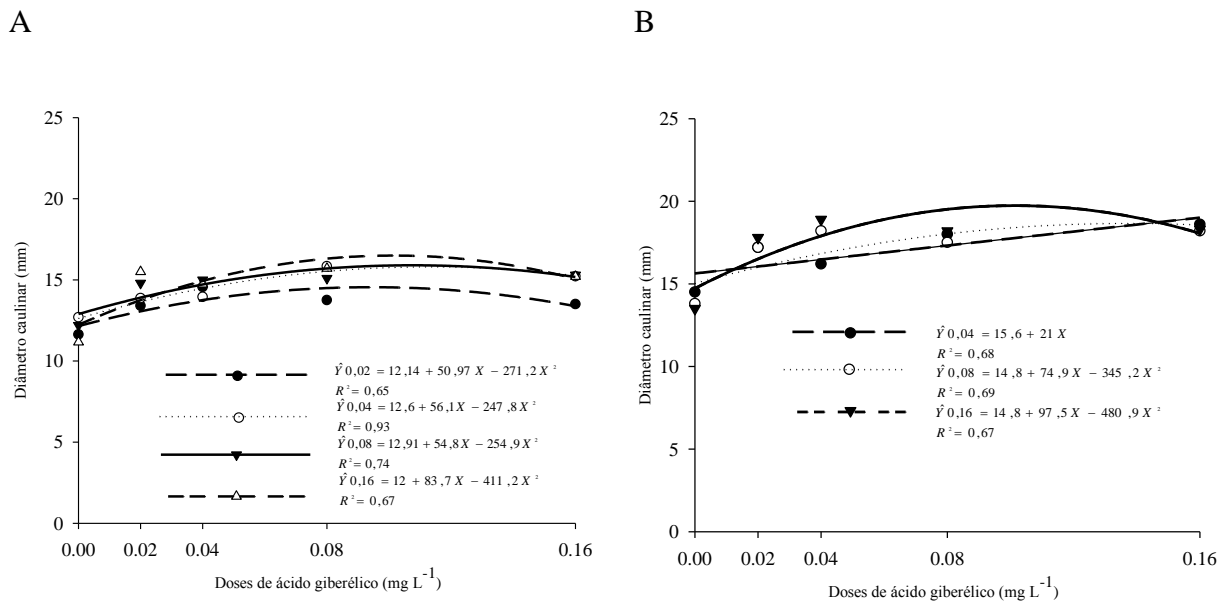 A
Diâmetro caulinar (mm)
25
20
15
10
5
0
Ŷ 0,02 = 12,14 + 50,97 X − 271,2 X²
R² = 0,65
Ŷ 0,04 = 12,6 + 56,1 X − 247,8 X²
R² = 0,93
Ŷ 0,08 = 12,91 + 54,8 X − 254,9 X²
R² = 0,74
Ŷ 0,16 = 12 + 83,7 X − 411,2 X²
R² = 0,67
0.00 0.02 0.04 0.08 0.16
Doses de ácido giberélico (mg L⁻¹)
B
Diâmetro caulinar (mm)
25
20
15
10
5
0
Ŷ 0,04 = 15,6 + 21 X
R² = 0,68
Ŷ 0,08 = 14,8 + 74,9 X − 345,2 X²
R² = 0,69
Ŷ 0,16 = 14,8 + 97,5 X − 480,9 X²
R² = 0,67
0.00 0.02 0.04 0.08 0.16
Doses de ácido giberélico (mg L⁻¹)